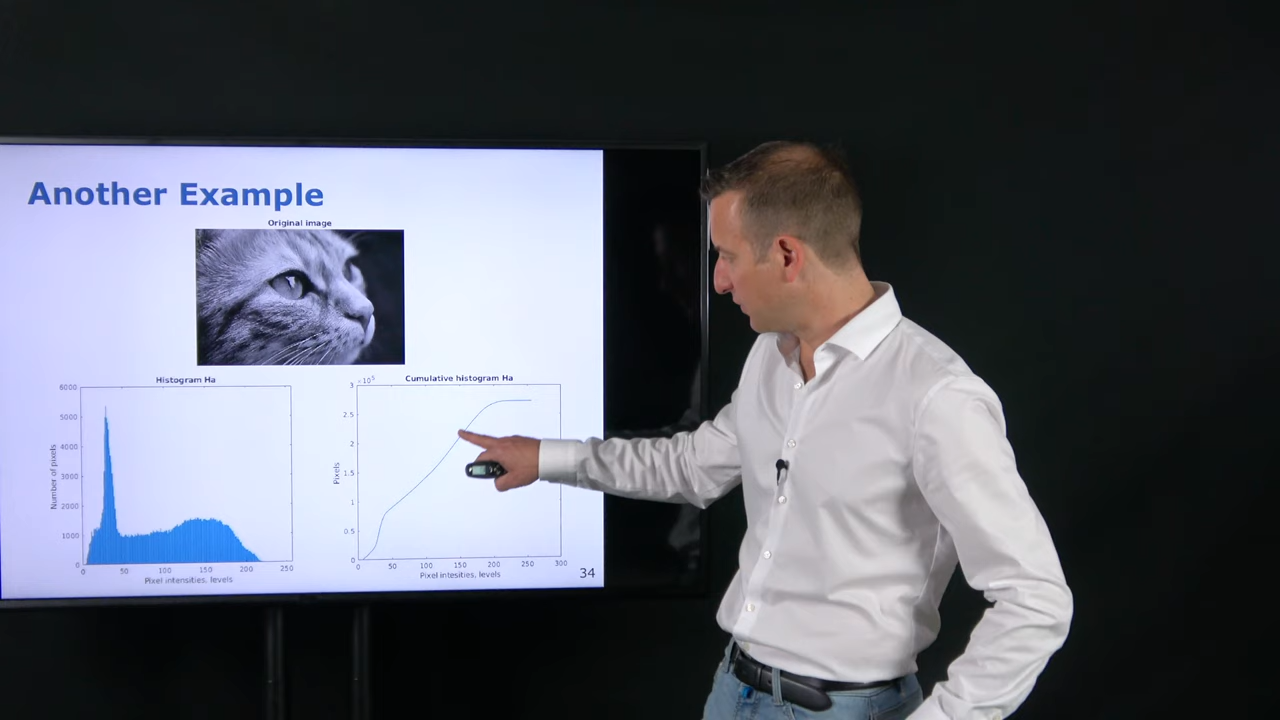 Another Example
Original image
Histogram Ha
Number of pixels
6000
5000
4000
3000
2000
1000
0
0 50 100 150 200 250
Pixel intensities, levels
Cumulative histogram Ha
×10⁵
Pixels
3
2.5
2
1.5
1
0.5
0
0 50 100 150 200 250 300
Pixel intesities, levels
34